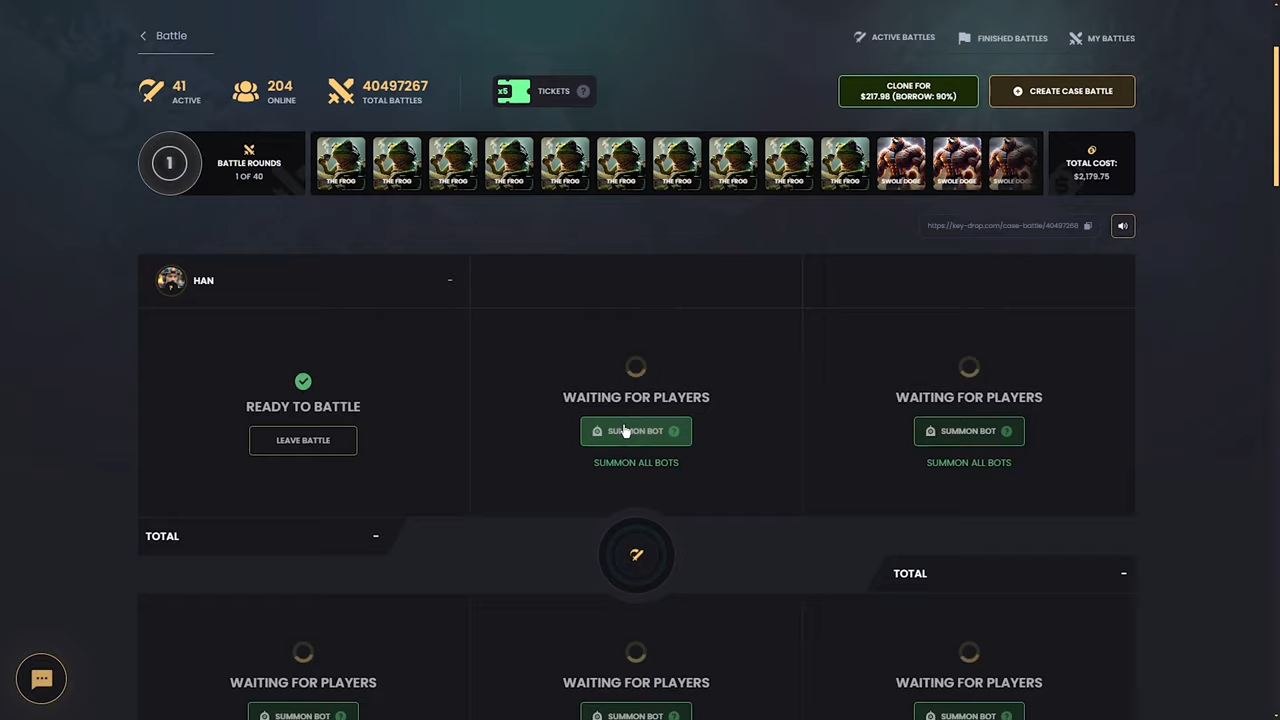 Battle
ACTIVE BATTLES
FINISHED BATTLES
MY BATTLES
41
ACTIVE
204
ONLINE
40497267
TOTAL BATTLES
x5
TICKETS ?
CLONE FOR
$217.98 (BORROW: 90%)
CREATE CASE BATTLE
1
BATTLE ROUNDS
1 OF 40
THE FROG
THE FROG
THE FROG
THE FROG
THE FROG
THE FROG
THE FROG
THE FROG
THE FROG
THE FROG
SWOLE DOGE
SWOLE DOGE
SWOLE DOGE
TOTAL COST:
$2,179.75
https://key-drop.com/case-battle/40497268
HAN
-
READY TO BATTLE
LEAVE BATTLE
WAITING FOR PLAYERS
SUMMON BOT ?
SUMMON ALL BOTS
WAITING FOR PLAYERS
SUMMON BOT ?
SUMMON ALL BOTS
TOTAL -
TOTAL -
WAITING FOR PLAYERS
SUMMON BOT ?
WAITING FOR PLAYERS
SUMMON BOT ?
WAITING FOR PLAYERS
SUMMON BOT ?